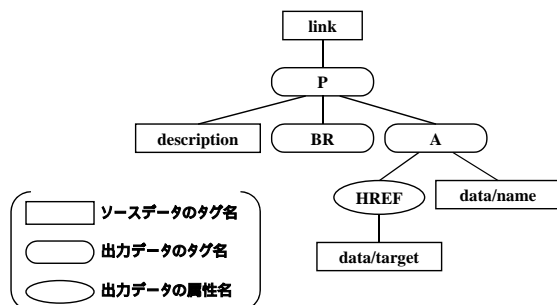 link
P
description
BR
A
HREF
data/name
data/target
ソースデータのタグ名
出力データのタグ名
出力データの属性名